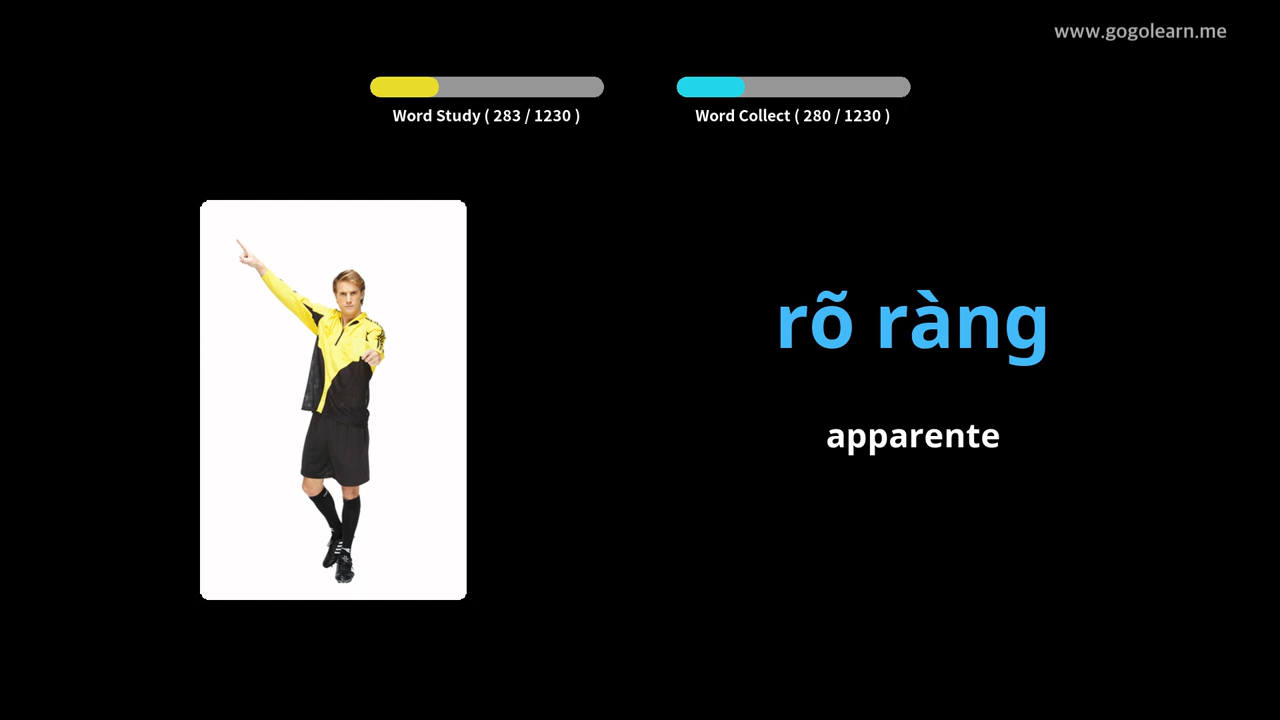 www.gogolearn.me
Word Study ( 283 / 1230 )
Word Collect ( 280 / 1230 )
rõ ràng
apparente